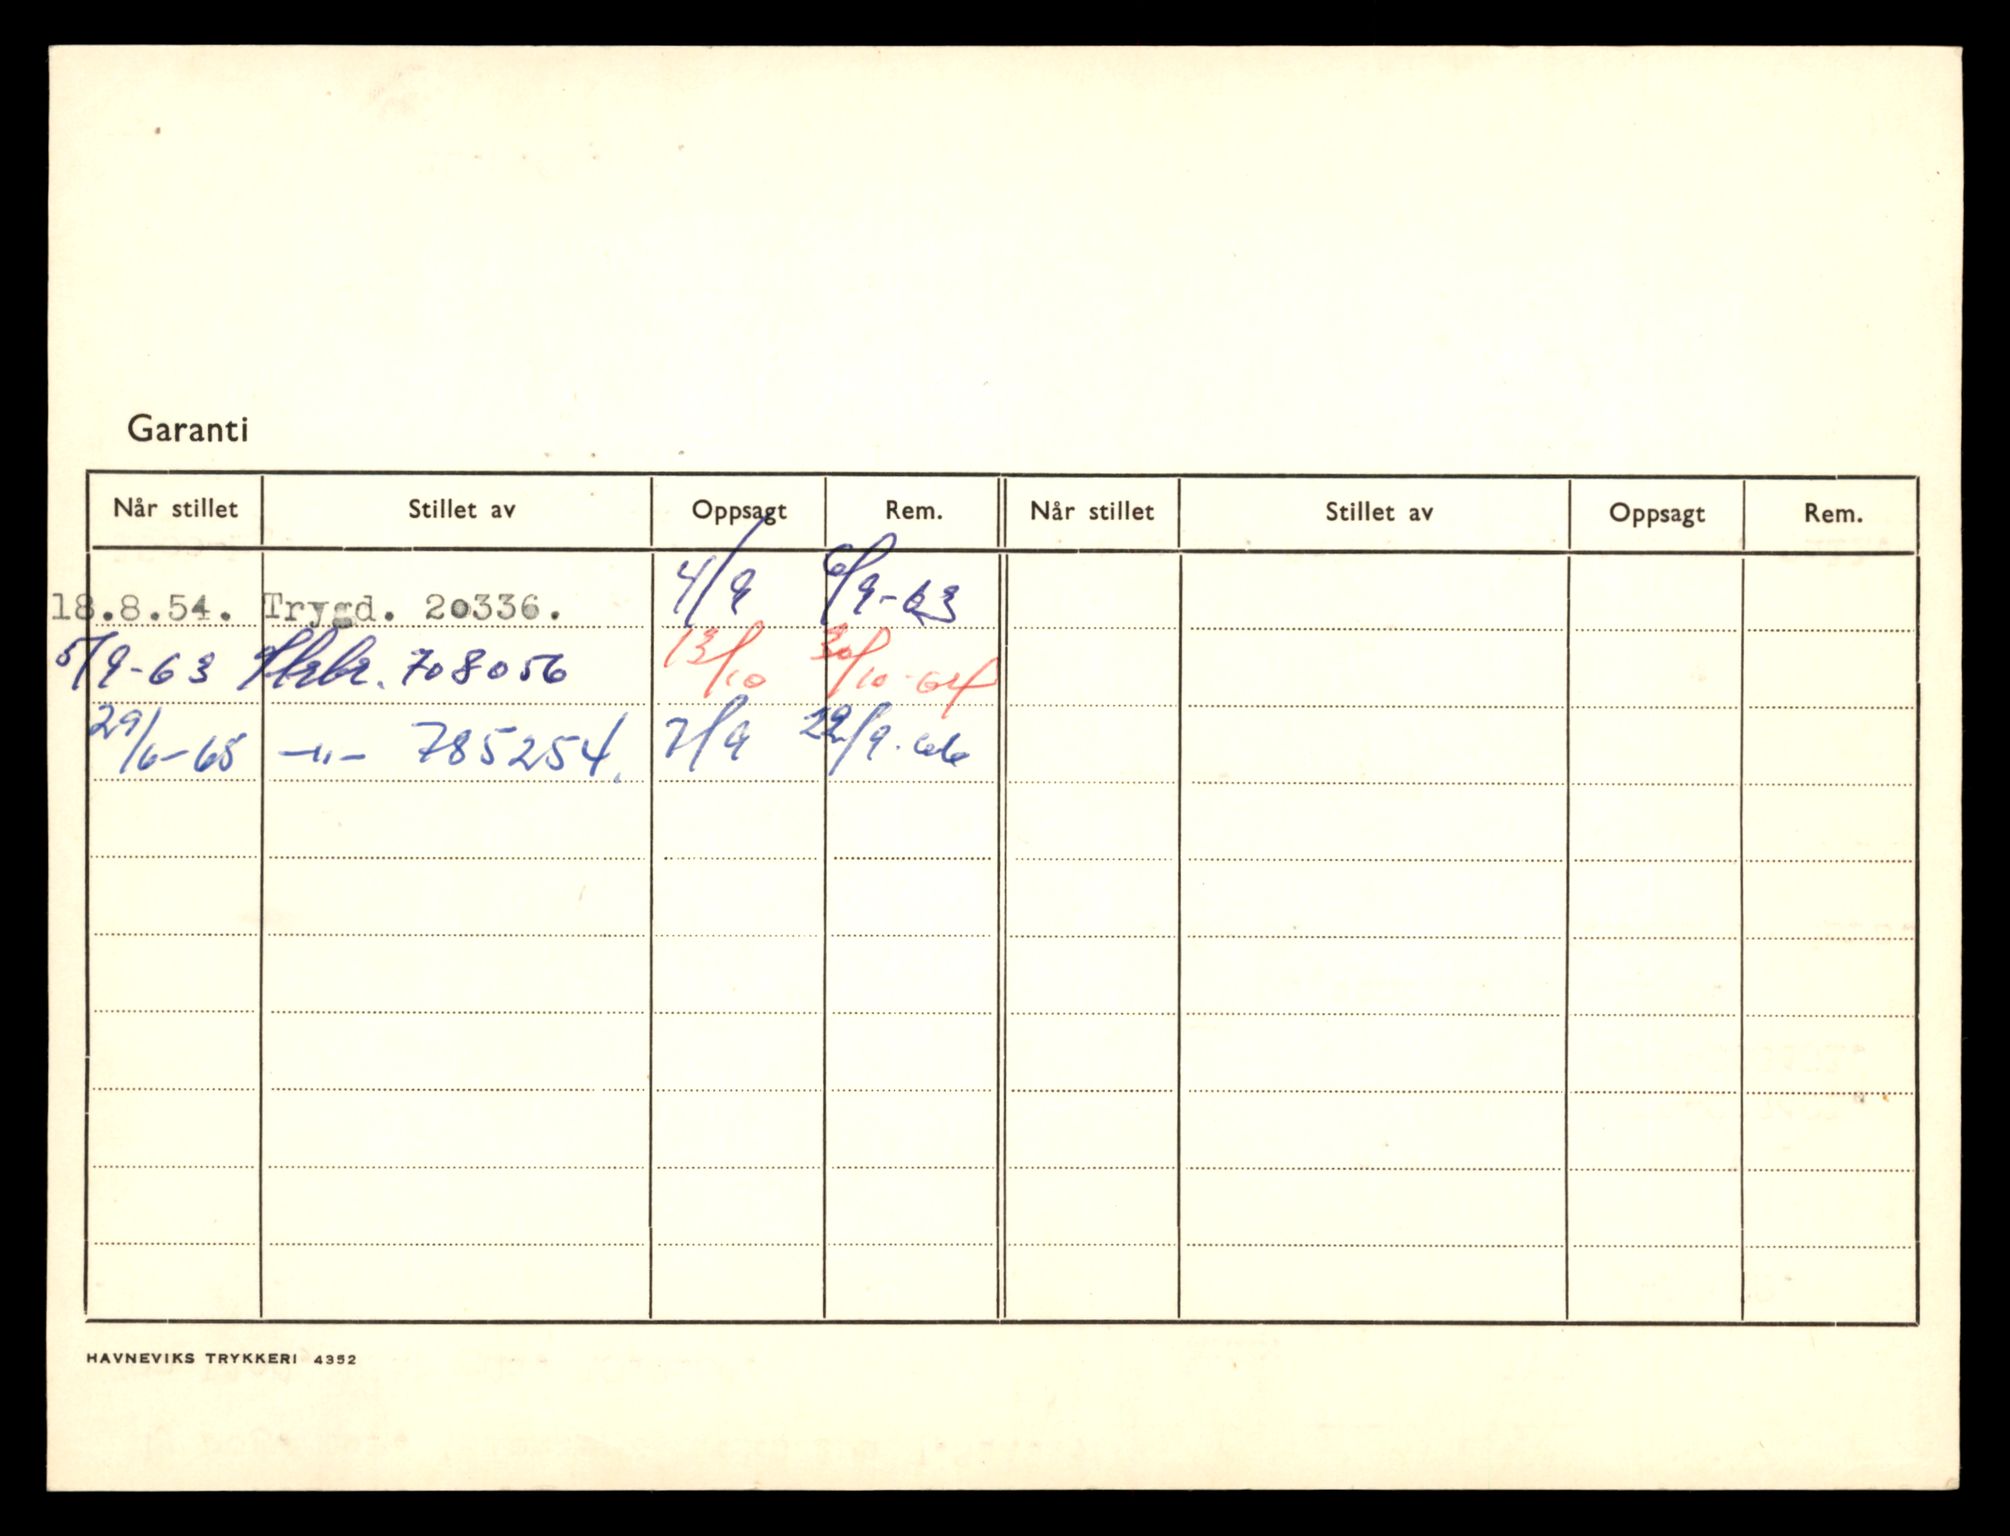 Garanti
Når stillet Stillet av Oppsagt Rem. Når stillet Stillet av Oppsagt Rem.
18.8.54. Trygd. 20336. 4/9 6/9-63
5/9-63 708056 13/10 30/10-64
29/6-65 -"- 785254. 7/9 22/9-66
HAVNEVIKS TRYKKERI 4352